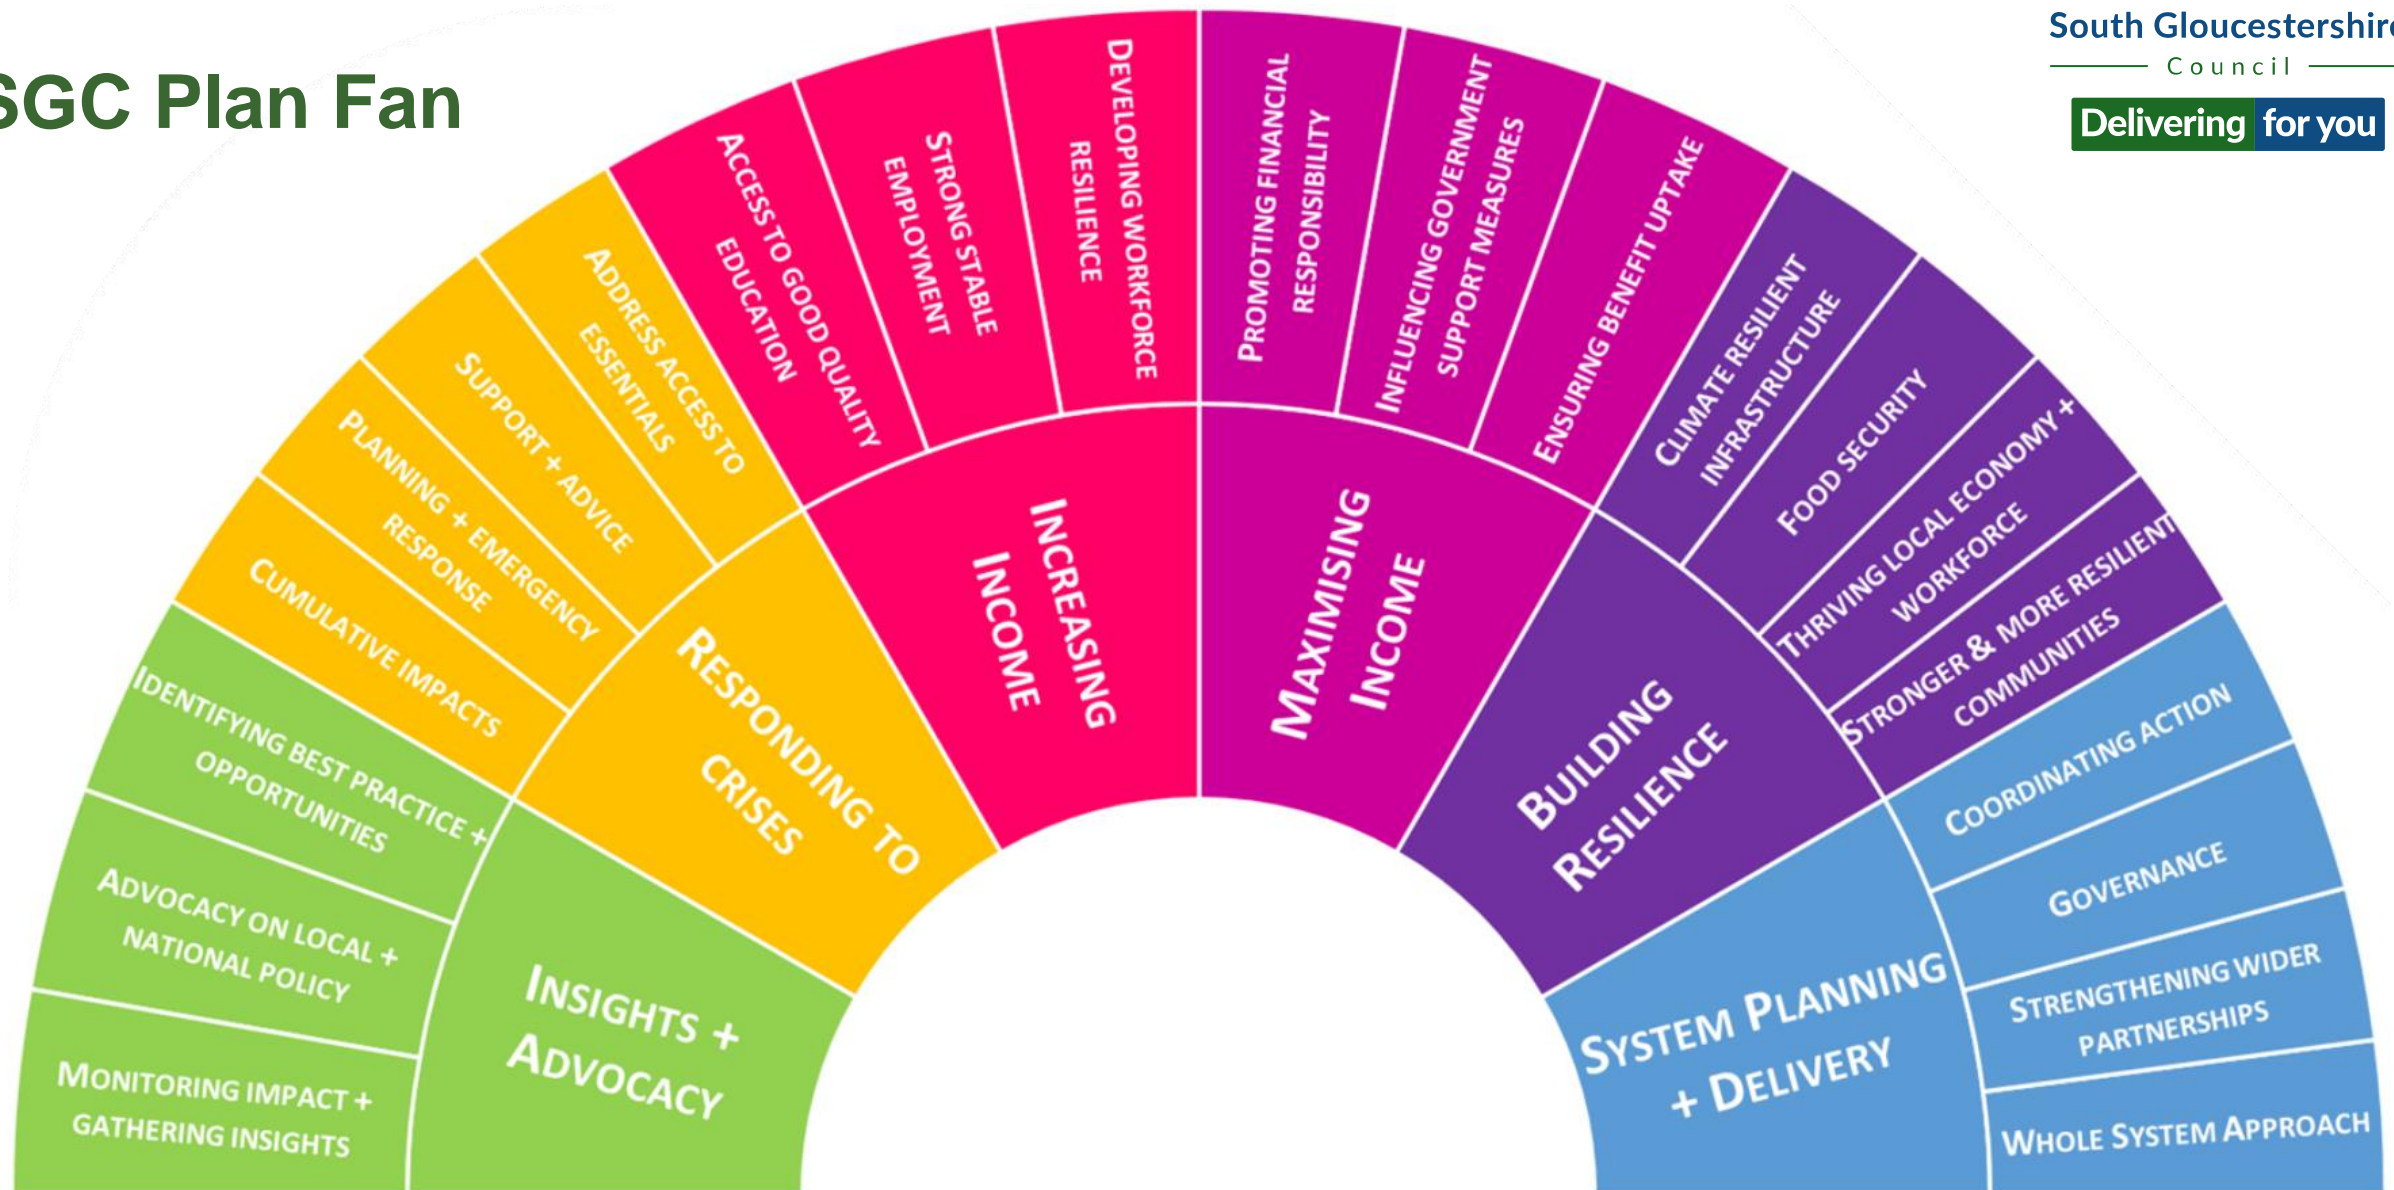 SGC Plan Fan
South Gloucestershire
Council
Delivering for you
MONITORING IMPACT +
GATHERING INSIGHTS
ADVOCACY ON LOCAL +
NATIONAL POLICY
IDENTIFYING BEST PRACTICE +
OPPORTUNITIES
INSIGHTS +
ADVOCACY
CUMULATIVE IMPACTS
PLANNING + EMERGENCY
RESPONSE
SUPPORT + ADVICE
ADDRESS ACCESS TO
ESSENTIALS
RESPONDING TO
CRISES
ACCESS TO GOOD QUALITY
EDUCATION
STRONG STABLE
EMPLOYMENT
DEVELOPING WORKFORCE
RESILIENCE
INCREASING
INCOME
PROMOTING FINANCIAL
RESPONSIBILITY
INFLUENCING GOVERNMENT
SUPPORT MEASURES
ENSURING BENEFIT UPTAKE
MAXIMISING
INCOME
CLIMATE RESILIENT
INFRASTRUCTURE
FOOD SECURITY
THRIVING LOCAL ECONOMY +
WORKFORCE
STRONGER & MORE RESILIENT
COMMUNITIES
BUILDING
RESILIENCE
COORDINATING ACTION
GOVERNANCE
STRENGTHENING WIDER
PARTNERSHIPS
WHOLE SYSTEM APPROACH
SYSTEM PLANNING
+ DELIVERY